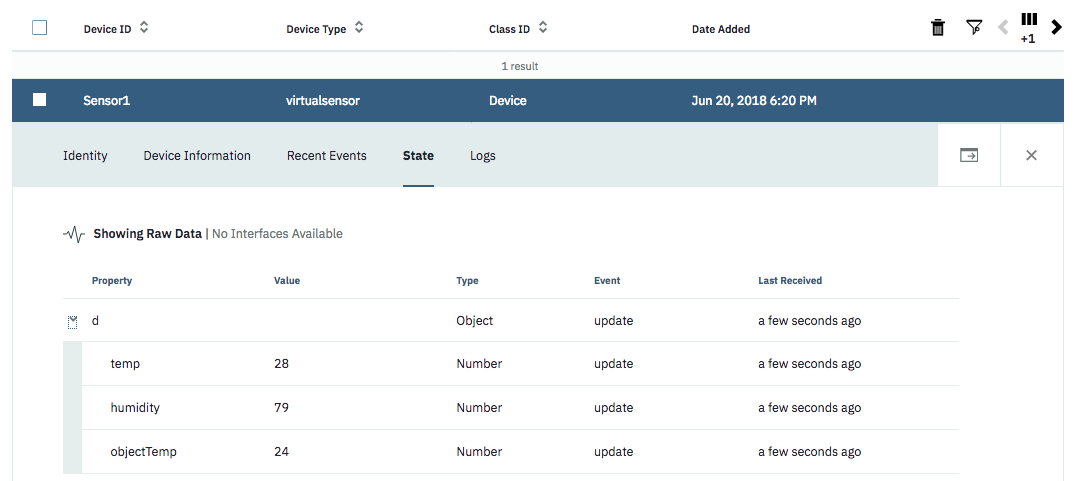 Device ID Device Type Class ID Date Added
+1
1 result
Sensor1 virtualsensor Device Jun 20, 2018 6:20 PM
Identity Device Information Recent Events State Logs
Showing Raw Data | No Interfaces Available
Property Value Type Event Last Received
d Object update a few seconds ago
temp 28 Number update a few seconds ago
humidity 79 Number update a few seconds ago
objectTemp 24 Number update a few seconds ago